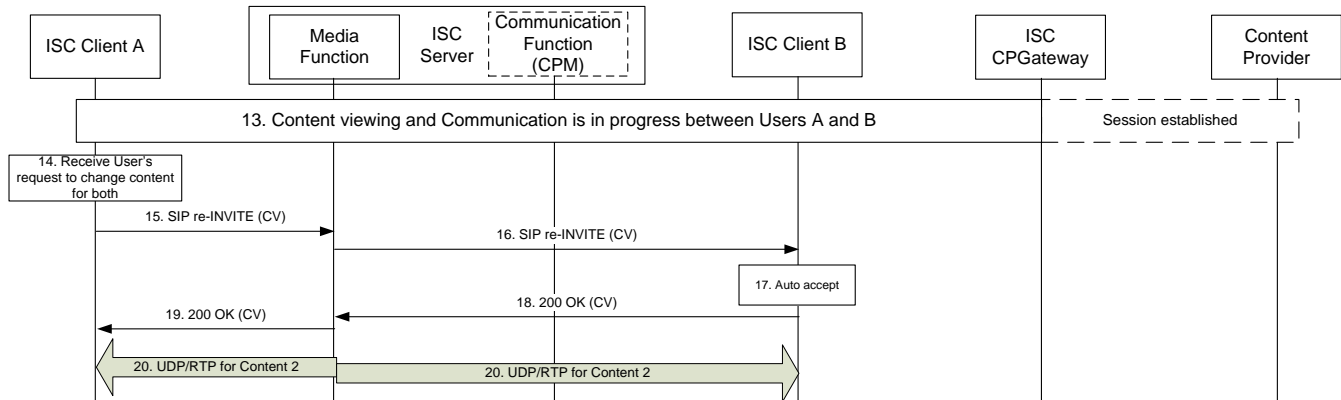 ISC Client A
Media
Function
ISC
Server
Communication
Function
(CPM)
ISC Client B
ISC
CPGateway
Content
Provider
13. Content viewing and Communication is in progress between Users A and B
Session established
14. Receive User's
request to change content
for both
15. SIP re-INVITE (CV)
16. SIP re-INVITE (CV)
17. Auto accept
18. 200 OK (CV)
19. 200 OK (CV)
20. UDP/RTP for Content 2
20. UDP/RTP for Content 2